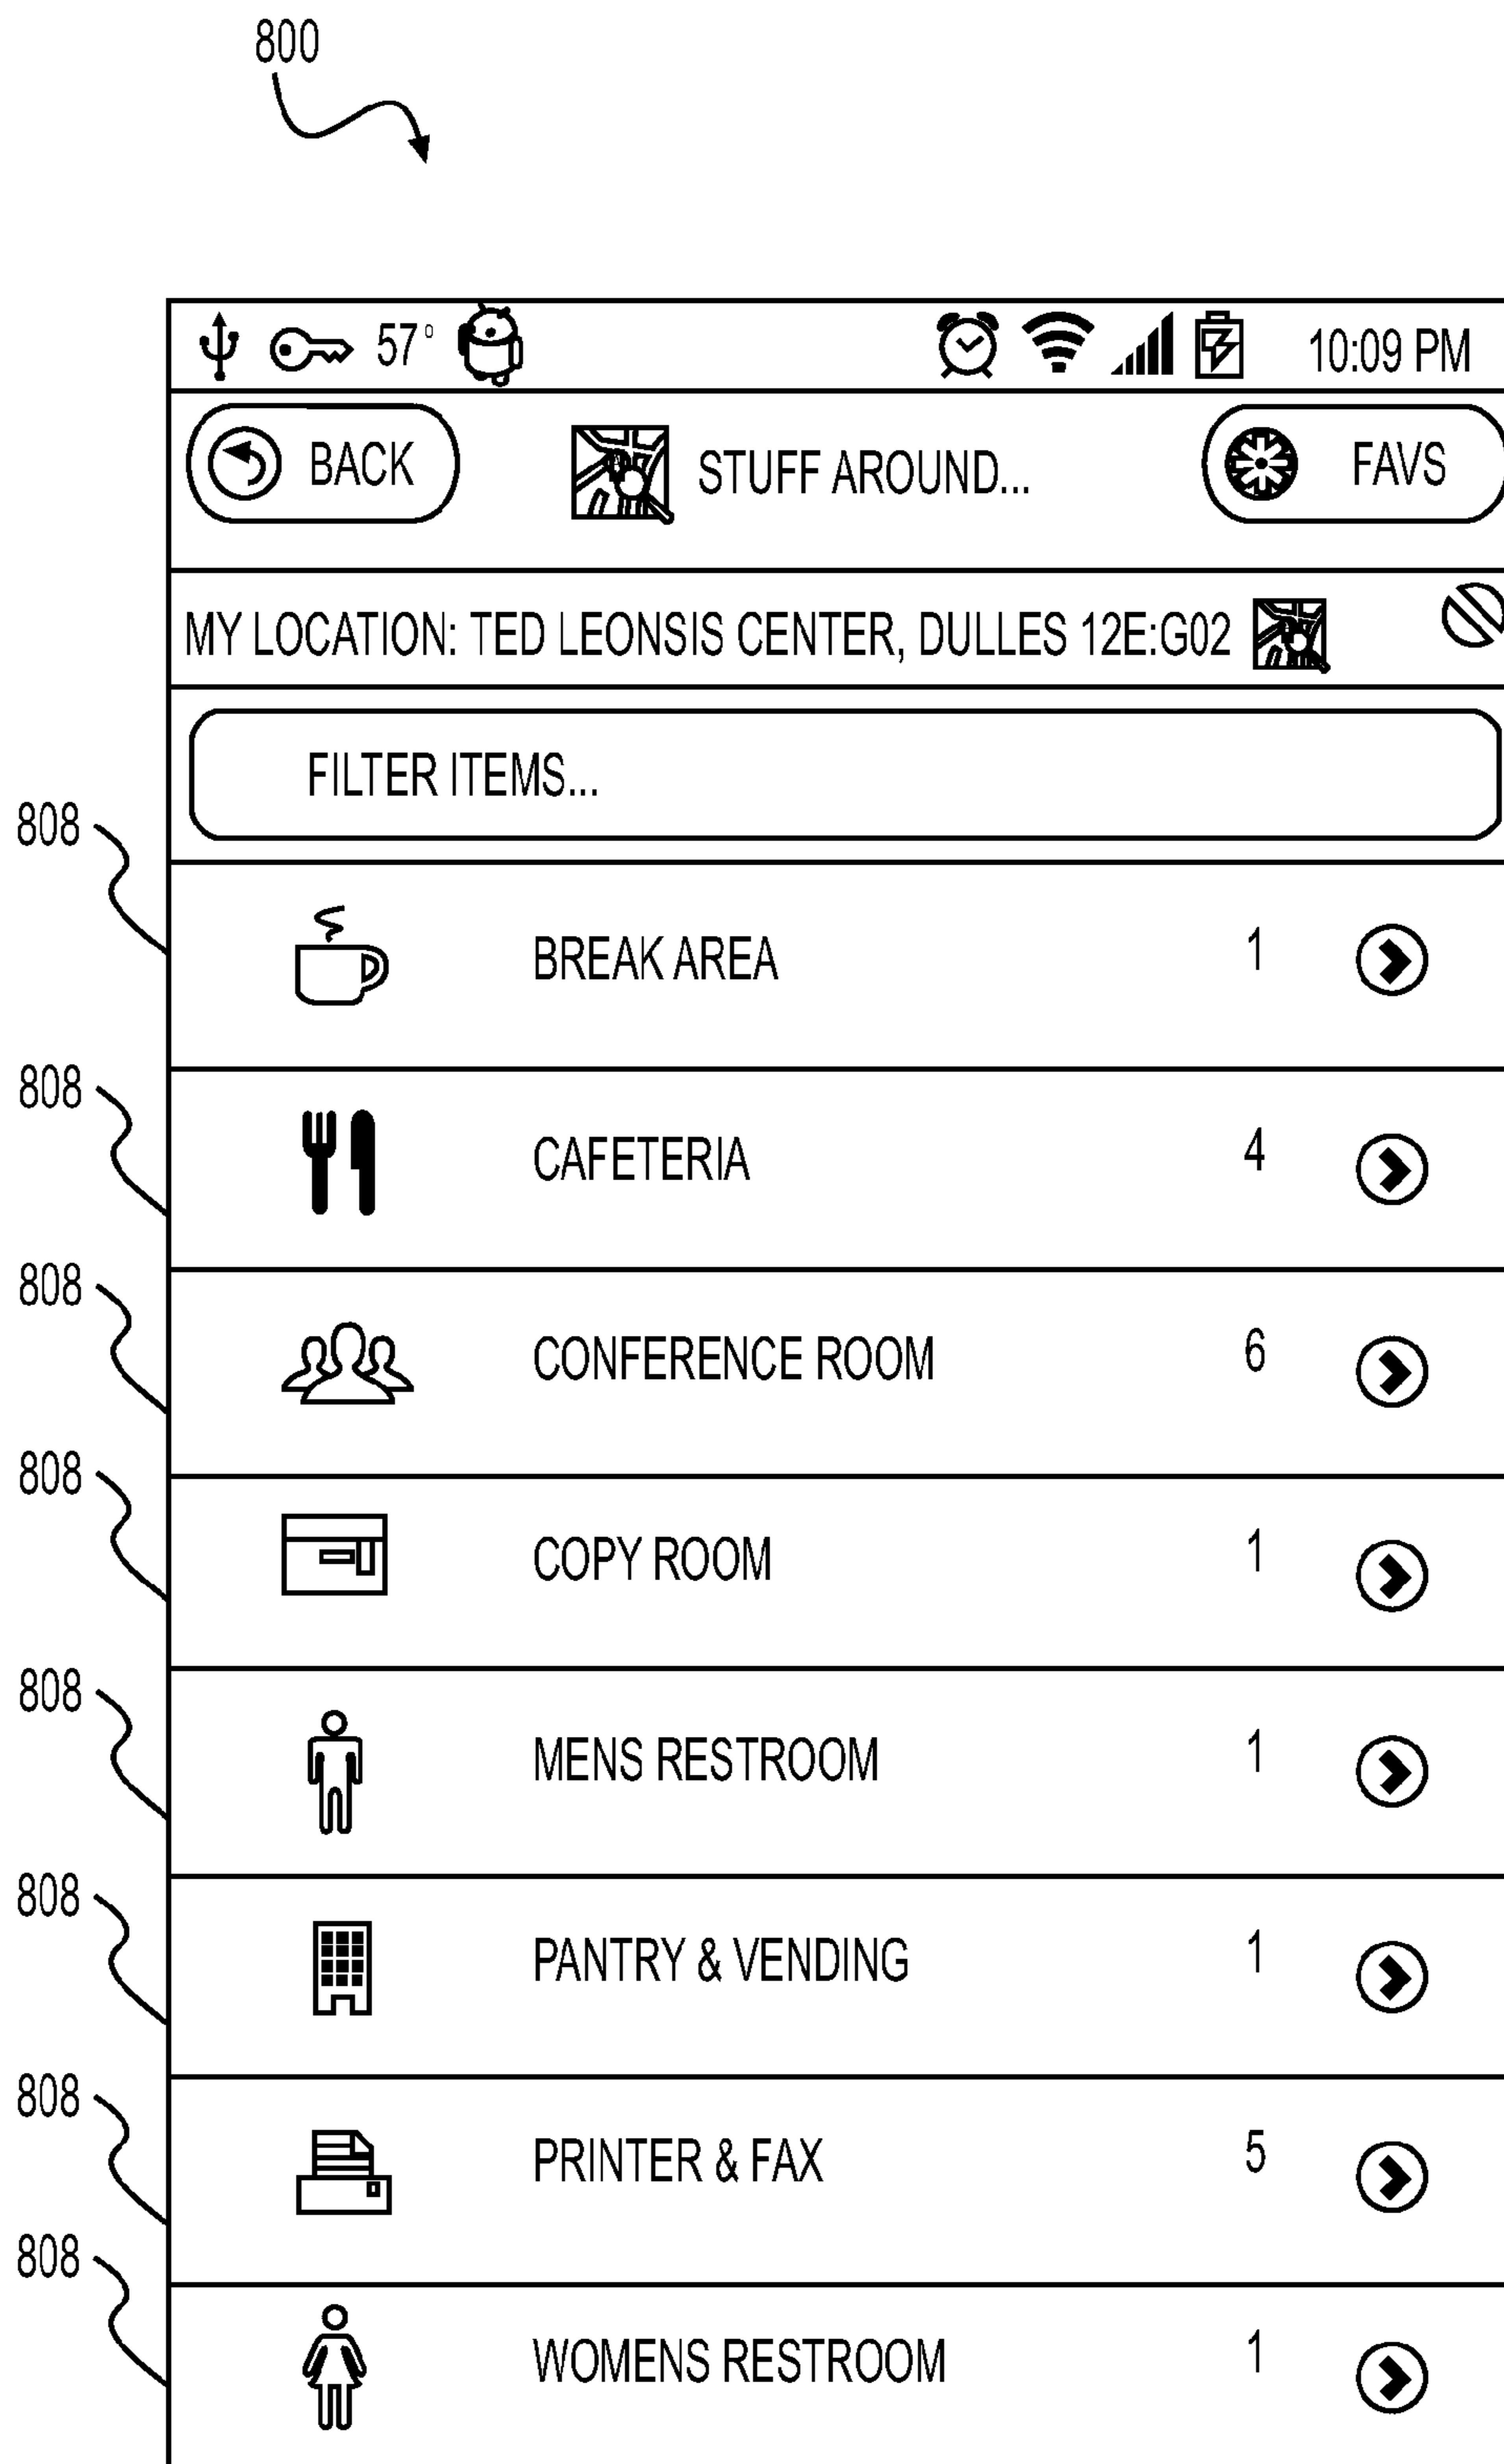 800
57° 10:09 PM
BACK STUFF AROUND... FAVS
MY LOCATION: TED LEONSIS CENTER, DULLES 12E:G02
FILTER ITEMS...
808
BREAK AREA 1
808
CAFETERIA 4
808
CONFERENCE ROOM 6
808
COPY ROOM 1
808
MENS RESTROOM 1
808
PANTRY & VENDING 1
808
PRINTER & FAX 5
808
WOMENS RESTROOM 1